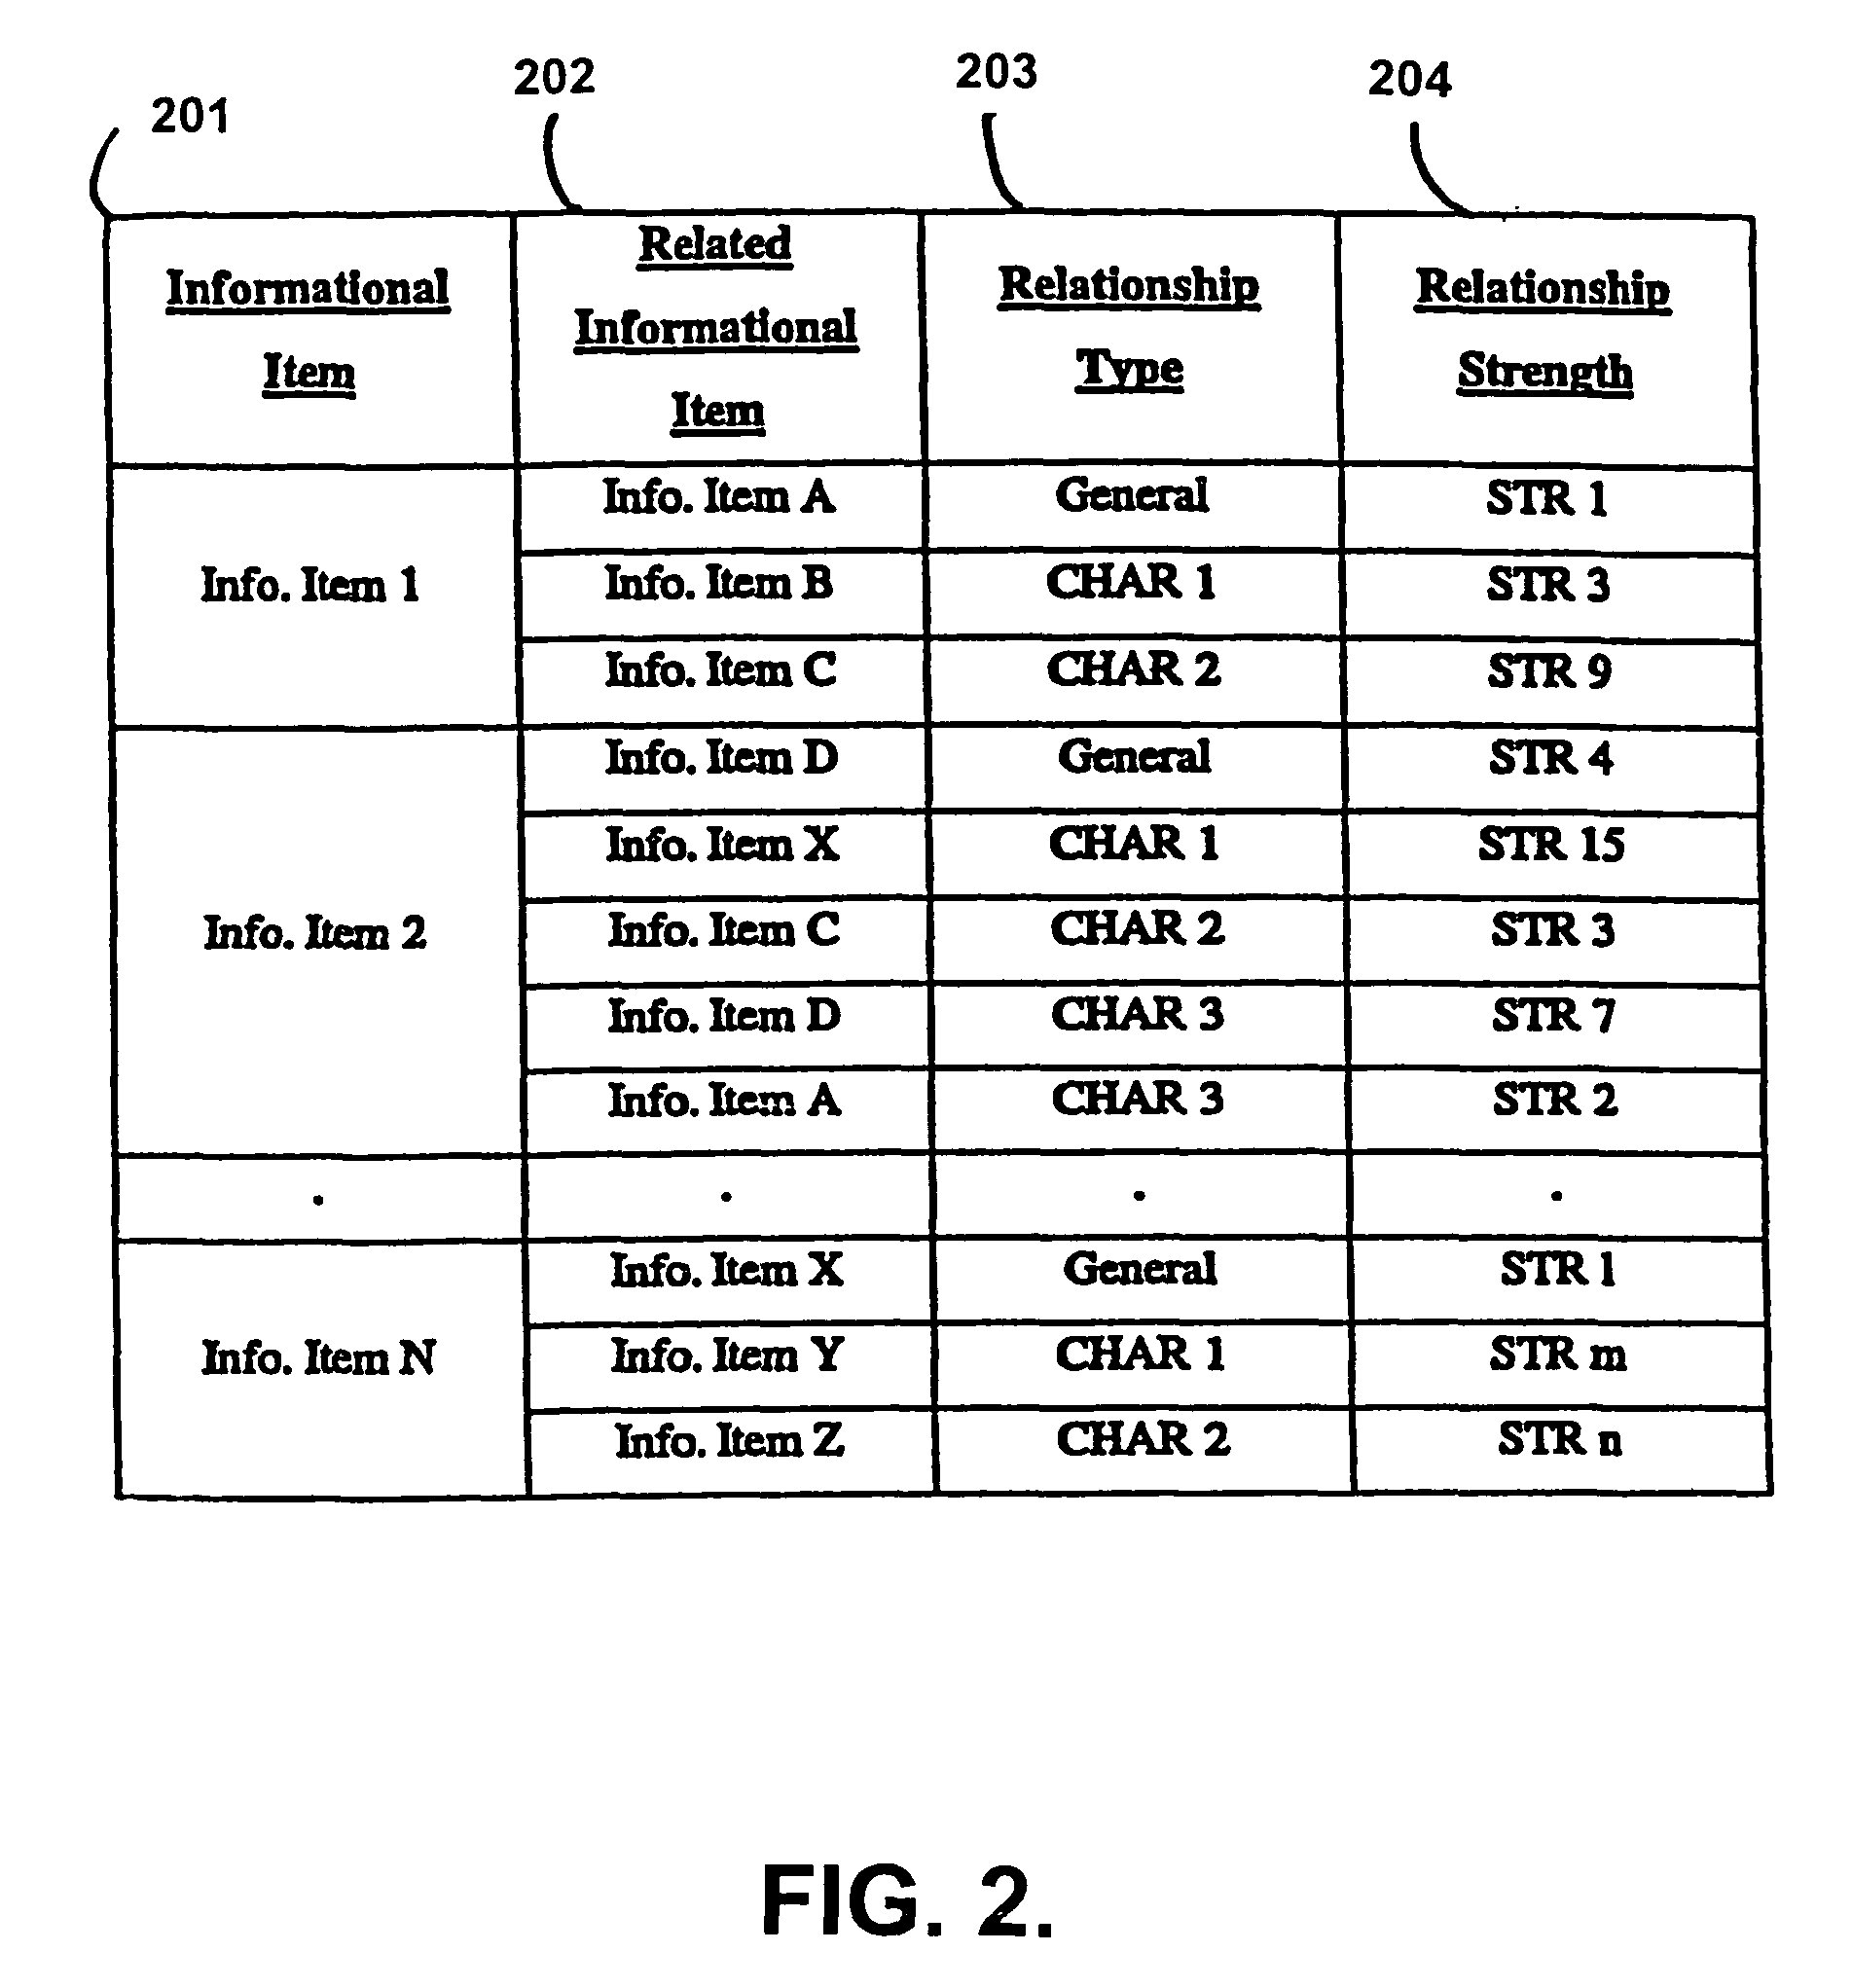 201
202
203
204
Informational
Item
Related
Informational
Item
Relationship
Type
Relationship
Strength
Info. Item 1
Info. Item A General STR 1
Info. Item B CHAR 1 STR 3
Info. Item C CHAR 2 STR 9
Info. Item 2
Info. Item D General STR 4
Info. Item X CHAR 1 STR 15
Info. Item C CHAR 2 STR 3
Info. Item D CHAR 3 STR 7
Info. Item A CHAR 3 STR 2
. . . .
Info. Item N
Info. Item X General STR l
Info. Item Y CHAR 1 STR m
Info. Item Z CHAR 2 STR n
FIG. 2.